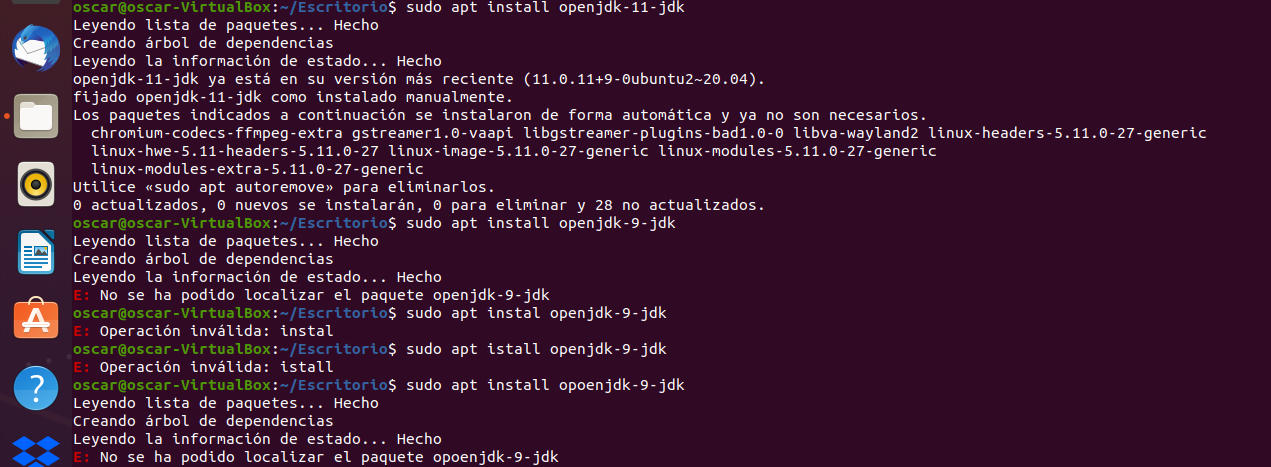 oscar@oscar-VirtualBox:~/Escritorio$ sudo apt install openjdk-11-jdk
Leyendo lista de paquetes... Hecho
Creando árbol de dependencias
Leyendo la información de estado... Hecho
openjdk-11-jdk ya está en su versión más reciente (11.0.11+9-0ubuntu2~20.04).
fijado openjdk-11-jdk como instalado manualmente.
Los paquetes indicados a continuación se instalaron de forma automática y ya no son necesarios.
  chromium-codecs-ffmpeg-extra gstreamer1.0-vaapi libgstreamer-plugins-bad1.0-0 libva-wayland2 linux-headers-5.11.0-27-generic
  linux-hwe-5.11-headers-5.11.0-27 linux-image-5.11.0-27-generic linux-modules-5.11.0-27-generic
  linux-modules-extra-5.11.0-27-generic
Utilice «sudo apt autoremove» para eliminarlos.
0 actualizados, 0 nuevos se instalarán, 0 para eliminar y 28 no actualizados.
oscar@oscar-VirtualBox:~/Escritorio$ sudo apt install openjdk-9-jdk
Leyendo lista de paquetes... Hecho
Creando árbol de dependencias
Leyendo la información de estado... Hecho
E: No se ha podido localizar el paquete openjdk-9-jdk
oscar@oscar-VirtualBox:~/Escritorio$ sudo apt instal openjdk-9-jdk
E: Operación inválida: instal
oscar@oscar-VirtualBox:~/Escritorio$ sudo apt istall openjdk-9-jdk
E: Operación inválida: istall
oscar@oscar-VirtualBox:~/Escritorio$ sudo apt install opoenjdk-9-jdk
Leyendo lista de paquetes... Hecho
Creando árbol de dependencias
Leyendo la información de estado... Hecho
E: No se ha podido localizar el paquete opoenjdk-9-jdk